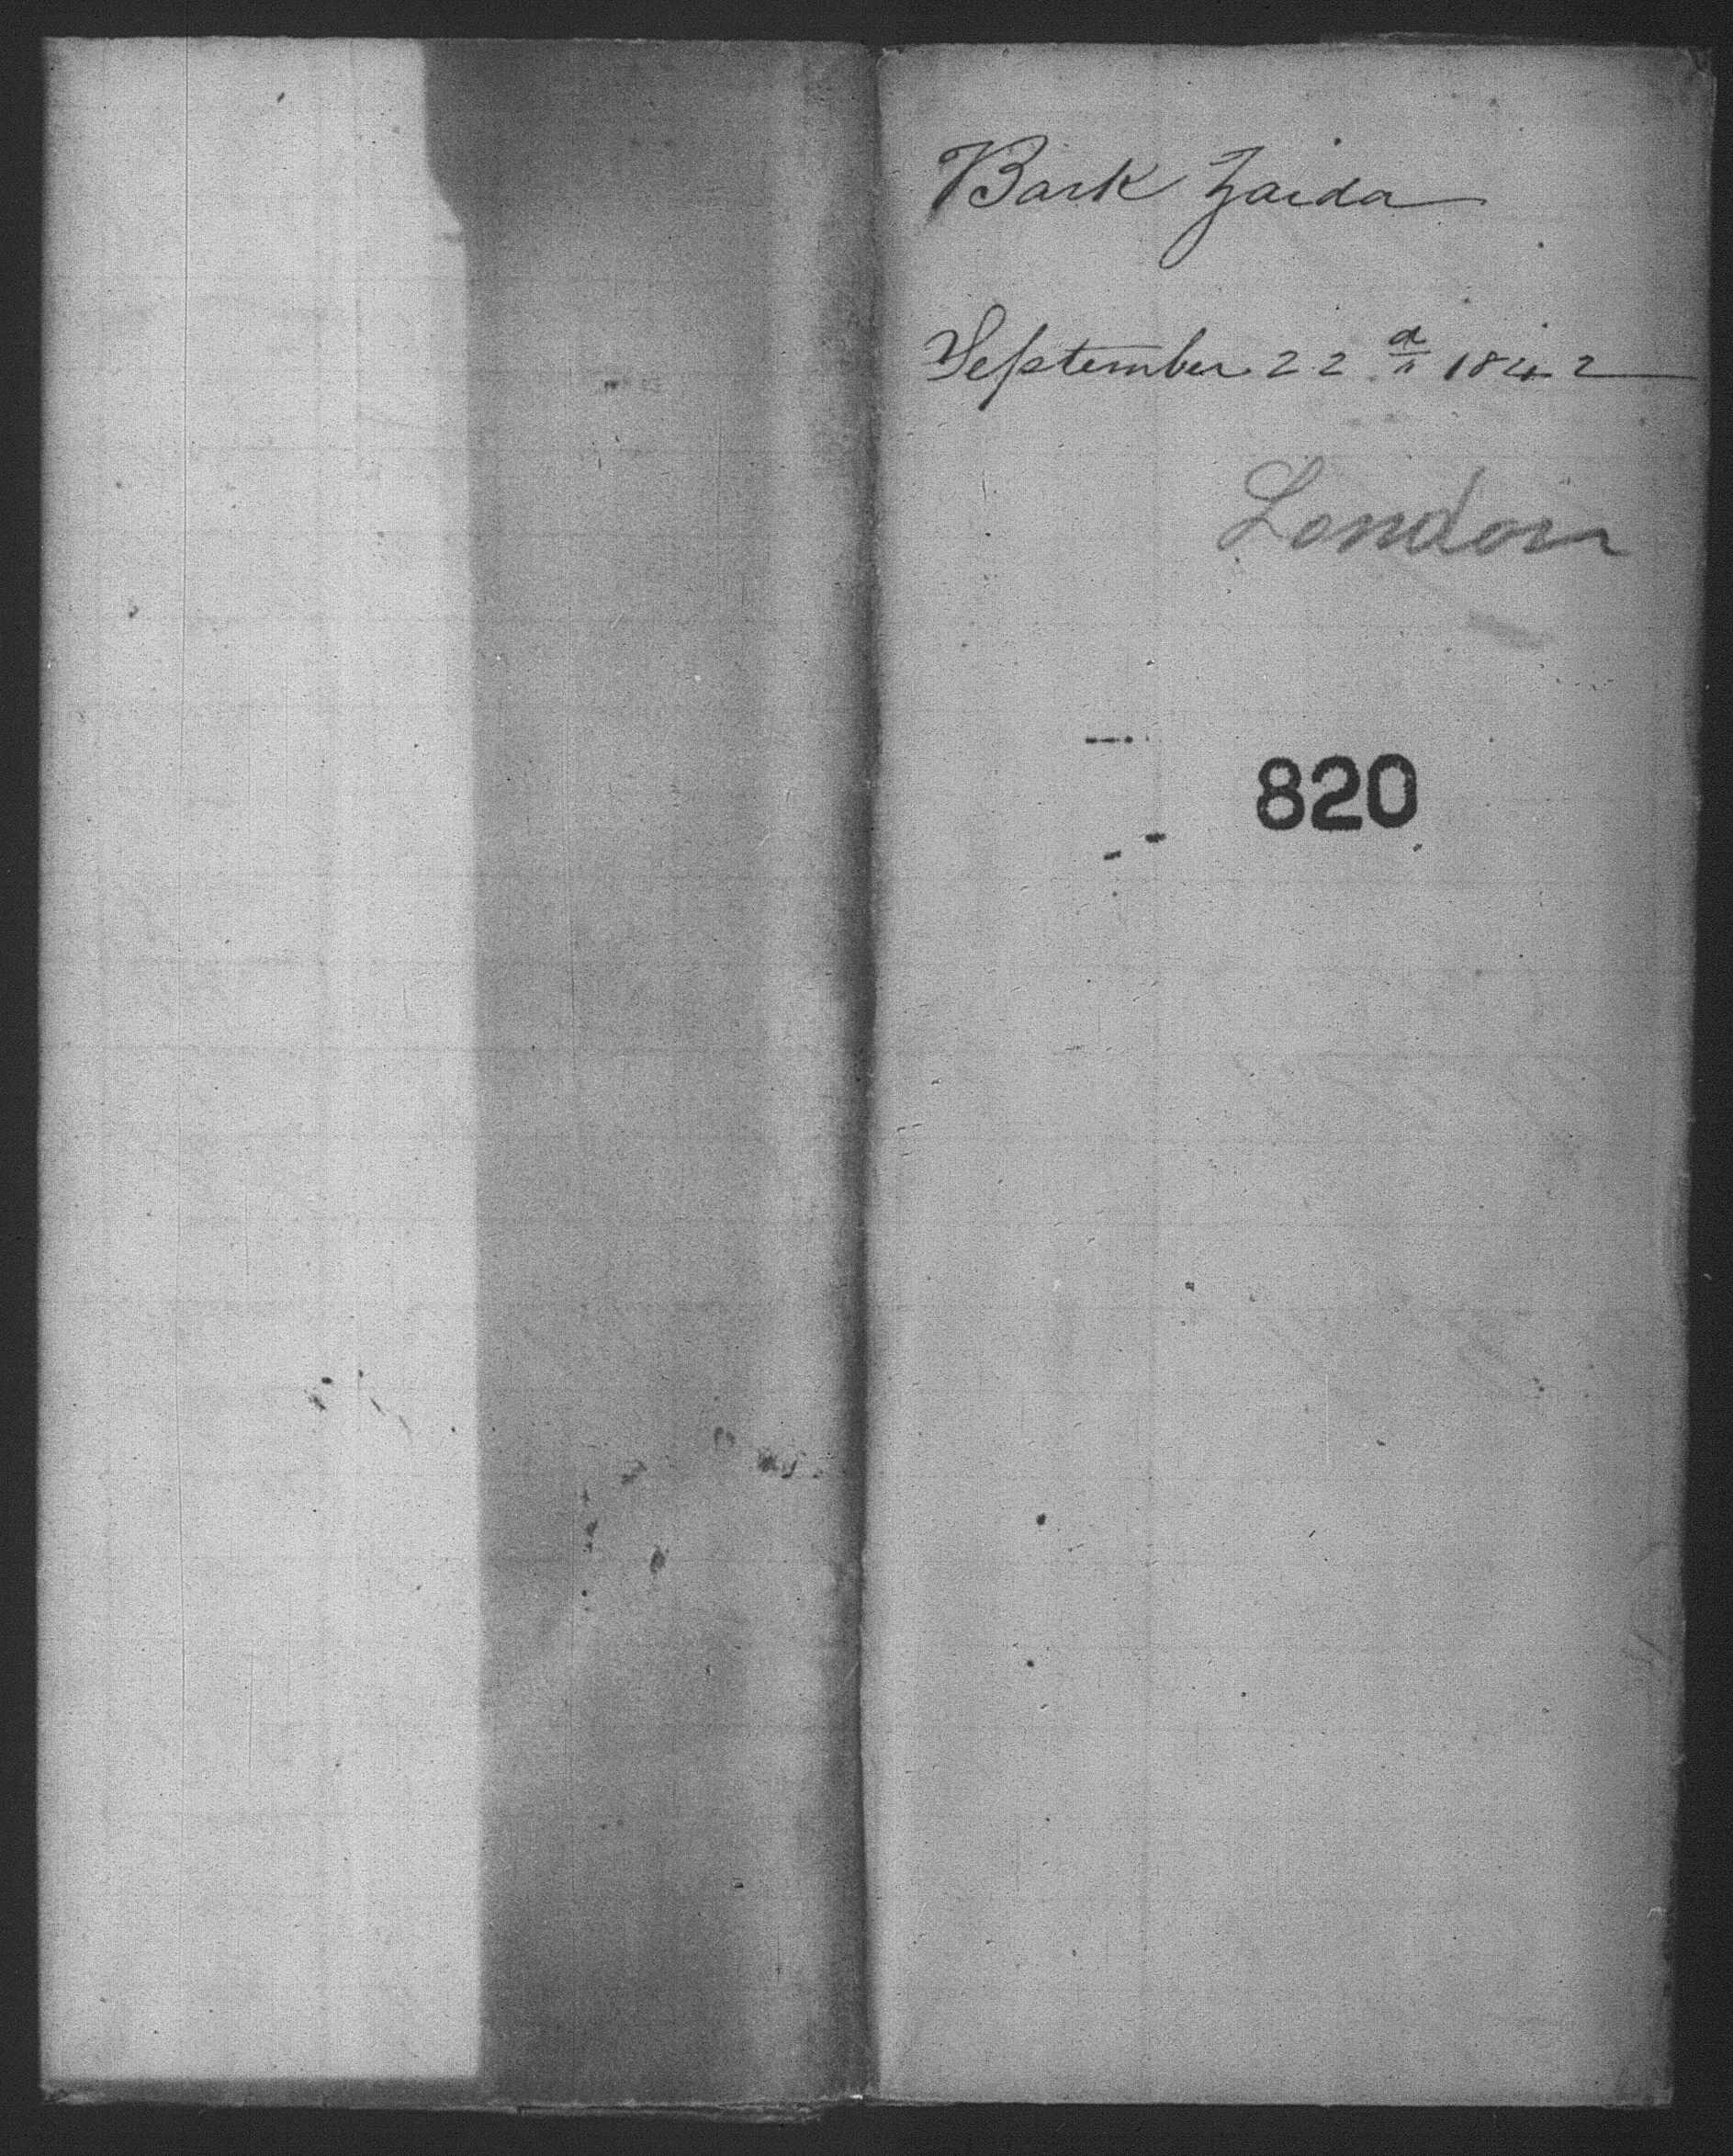 Bark Zaida
September 22d 1842
London
820